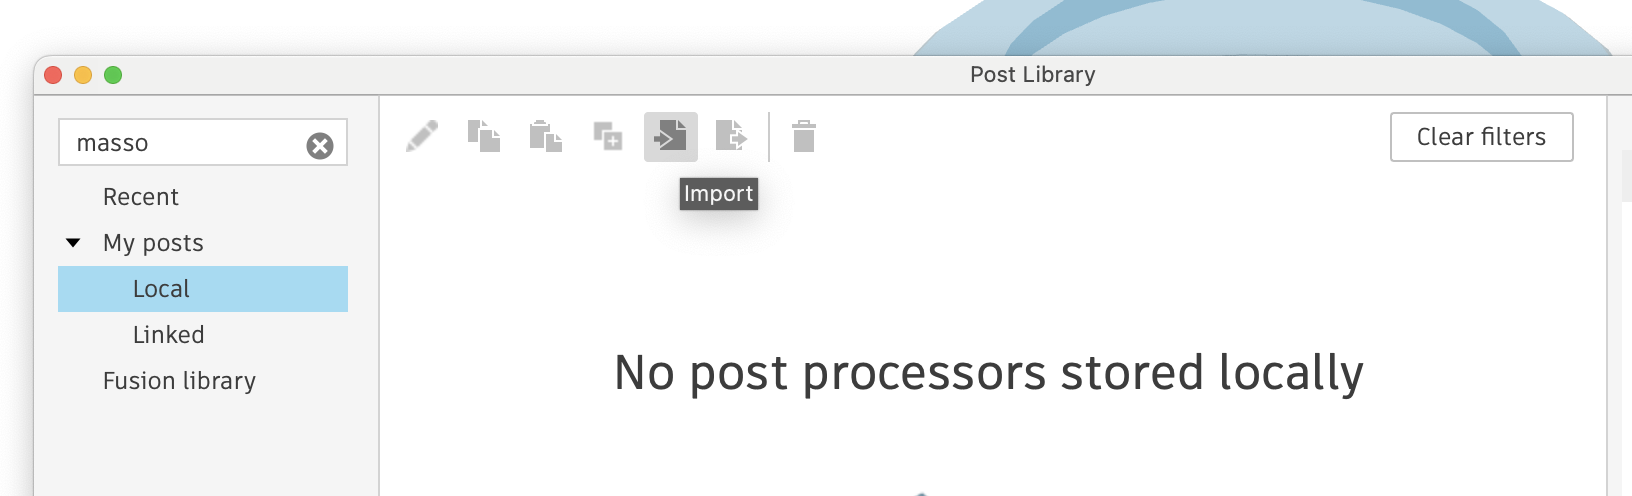 Post Library
masso
Clear filters
Import
Recent
My posts
Local
Linked
Fusion library
No post processors stored locally